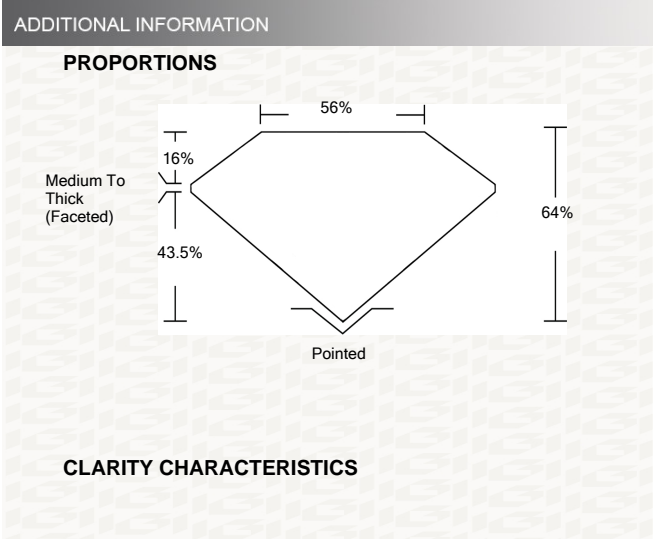 ADDITIONAL INFORMATION
PROPORTIONS
56%
16%
Medium To
Thick
(Faceted)
64%
43.5%
Pointed
CLARITY CHARACTERISTICS